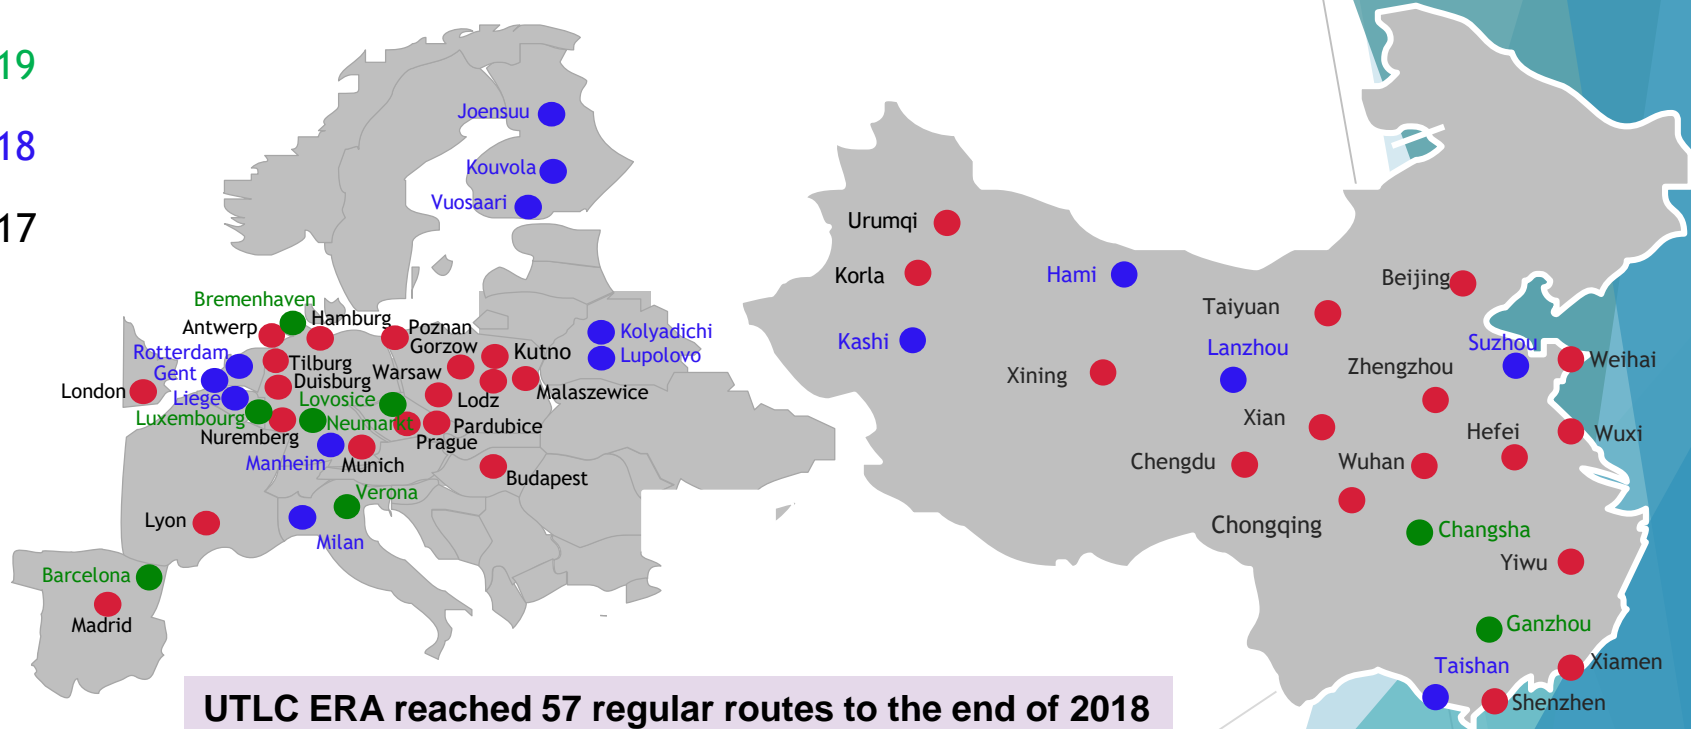 19
18
17
Joensuu
Kouvola
Vuosaari
Bremenhaven
Hamburg
Antwerp
Poznan
Gorzow
Kolyadichi
Rotterdam
Tilburg
Kutno
Lupolovo
Gent
Duisburg
Warsaw
London
Liege
Lovosice
Lodz
Malaszewice
Luxembourg
Neumarkt
Pardubice
Nuremberg
Prague
Manheim
Munich
Budapest
Verona
Lyon
Milan
Barcelona
Madrid
Urumqi
Korla
Hami
Beijing
Taiyuan
Kashi
Lanzhou
Suzhou
Weihai
Xining
Zhengzhou
Xian
Hefei
Wuxi
Chengdu
Wuhan
Chongqing
Changsha
Yiwu
Ganzhou
Taishan
Xiamen
Shenzhen
UTLC ERA reached 57 regular routes to the end of 2018